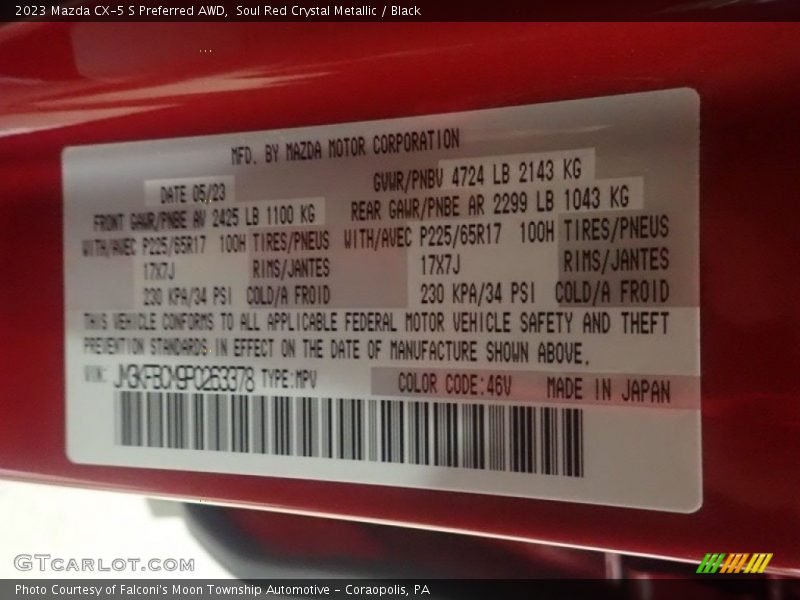 2023 Mazda CX-5 S Preferred AWD, Soul Red Crystal Metallic / Black
MFD. BY MAZDA MOTOR CORPORATION
DATE 05/23 GVWR/PNBV 4724 LB 2143 KG
FRONT GAWR/PNBE AV 2425 LB 1100 KG REAR GAWR/PNBE AR 2299 LB 1043 KG
WITH/AVEC P225/65R17 100H TIRES/PNEUS WITH/AVEC P225/65R17 100H TIRES/PNEUS
17X7J RIMS/JANTES 17X7J RIMS/JANTES
230 KPA/34 PSI COLD/A FROID 230 KPA/34 PSI COLD/A FROID
THIS VEHICLE CONFORMS TO ALL APPLICABLE FEDERAL MOTOR VEHICLE SAFETY AND THEFT
PREVENTION STANDARDS IN EFFECT ON THE DATE OF MANUFACTURE SHOWN ABOVE.
VIN: TYPE:MPV COLOR CODE:46V MADE IN JAPAN
GTcarlot.com
Photo Courtesy of Falconi's Moon Township Automotive - Coraopolis, PA